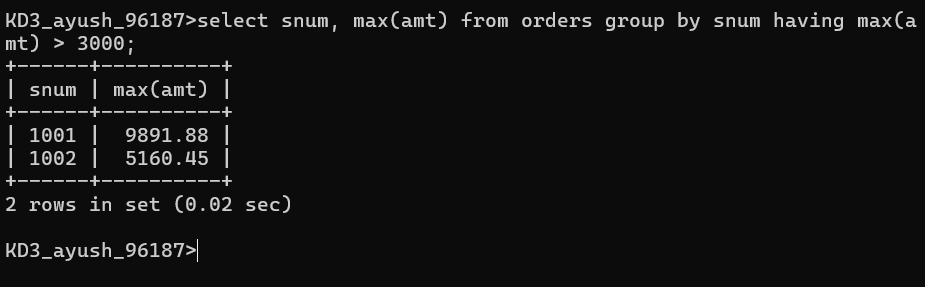 KD3_ayush_96187>select snum, max(amt) from orders group by snum having max(a
mt) > 3000;
+------+----------+
| snum | max(amt) |
+------+----------+
| 1001 |  9891.88 |
| 1002 |  5160.45 |
+------+----------+
2 rows in set (0.02 sec)
KD3_ayush_96187>